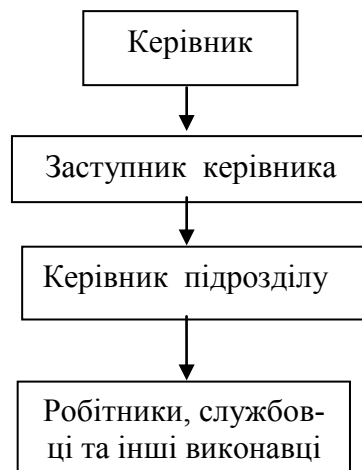 Керівник
Заступник керівника
Керівник підрозділу
Робітники, службов-
ці та інші виконавці